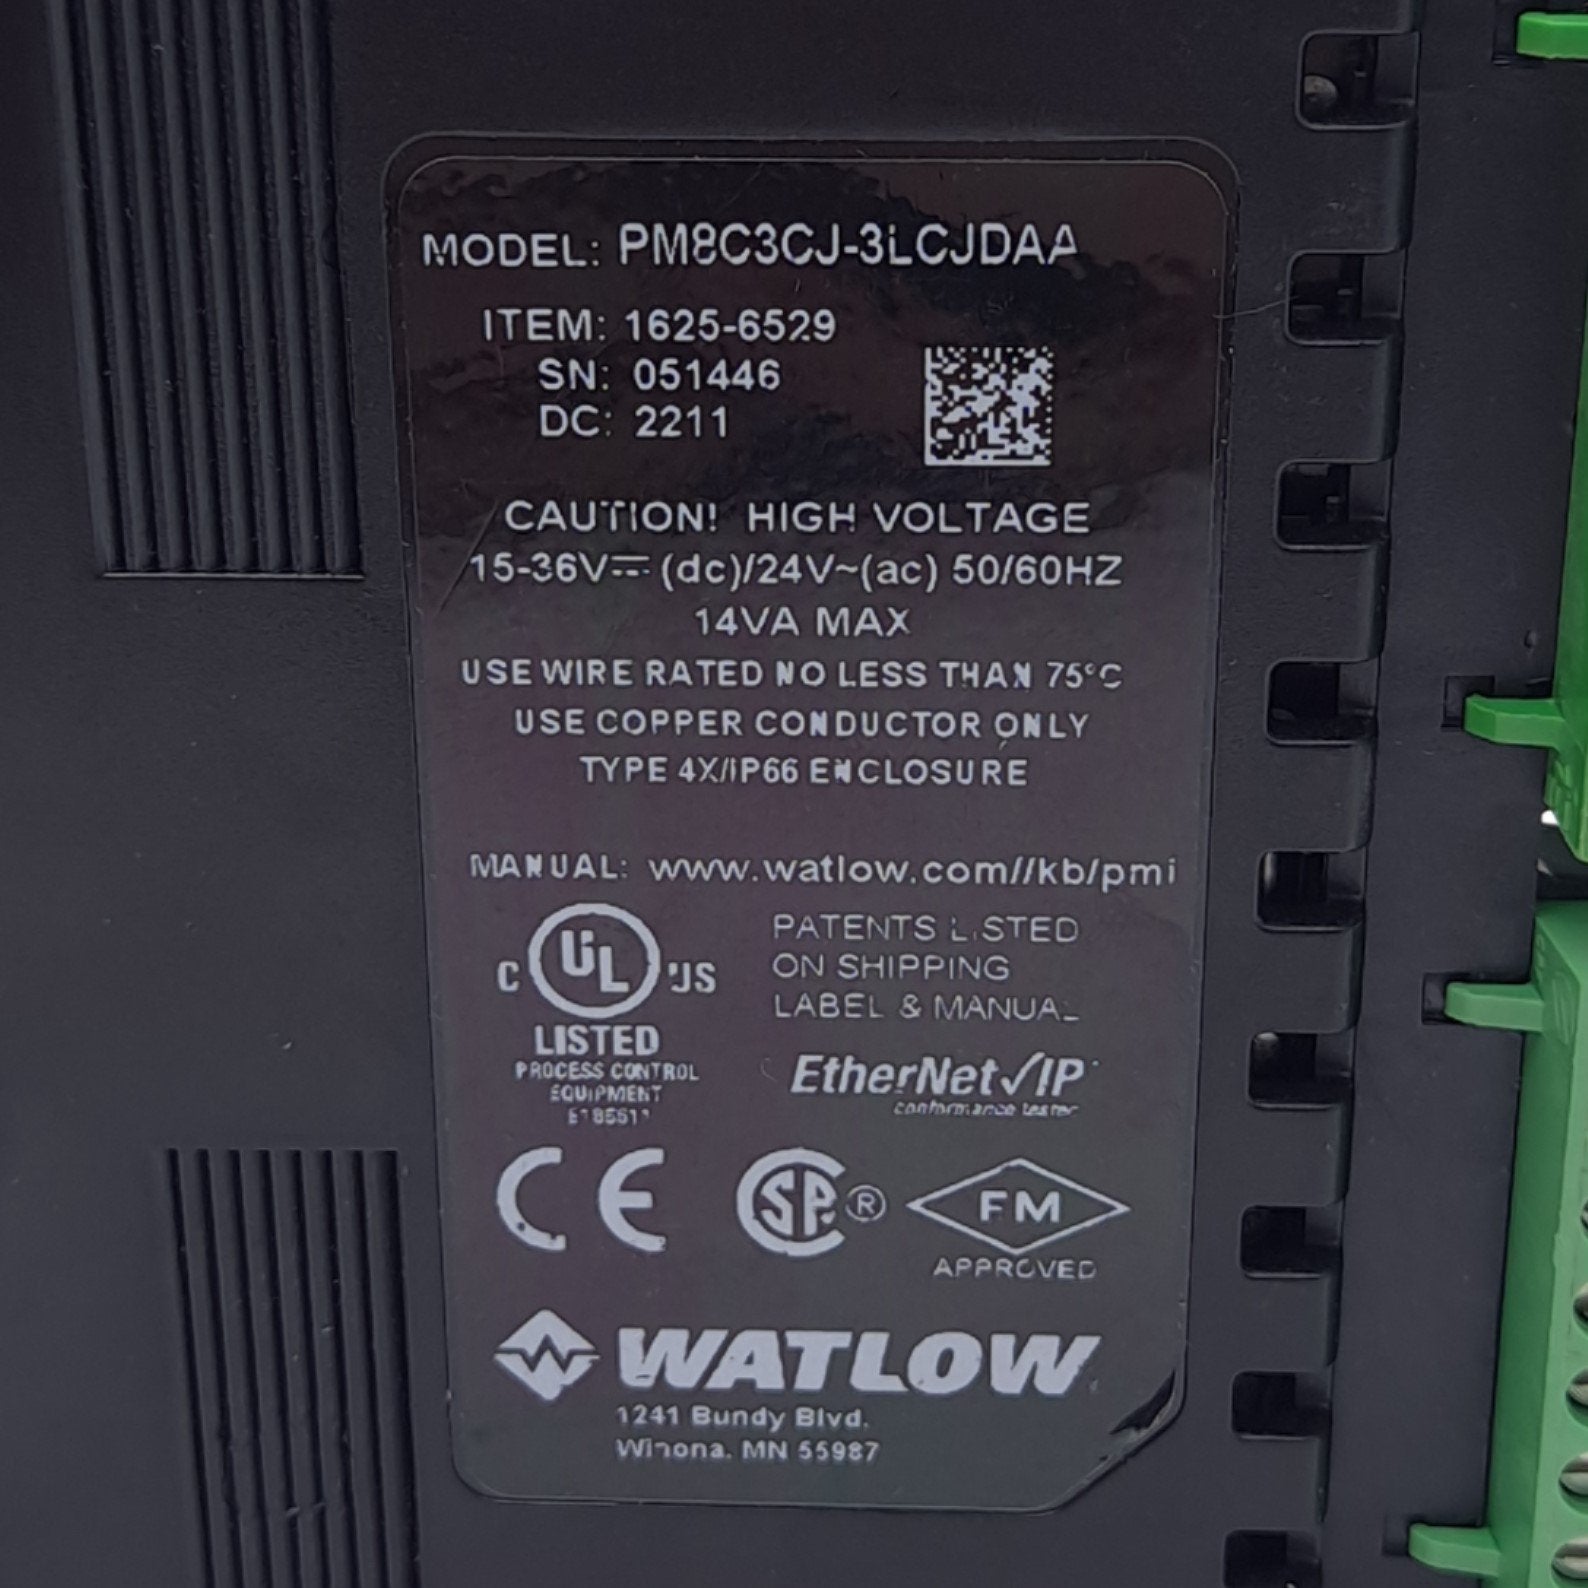 MODEL: PM8C3CJ-3LCJDAA
ITEM: 1625-6529
SN: 051446
DC: 2211
CAUTION! HIGH VOLTAGE
15-36V⎓ (dc)/24V~(ac) 50/60HZ
14VA MAX
USE WIRE RATED NO LESS THAN 75°C
USE COPPER CONDUCTOR ONLY
TYPE 4X/IP66 ENCLOSURE
MANUAL: www.watlow.com//kb/pmi
C UL US
LISTED
PROCESS CONTROL
EQUIPMENT
PATENTS LISTED
ON SHIPPING
LABEL & MANUAL
EtherNet/IP
conformance tested
CE
SP ®
FM
APPROVED
WATLOW
1241 Bundy Blvd.
Winona, MN 55987